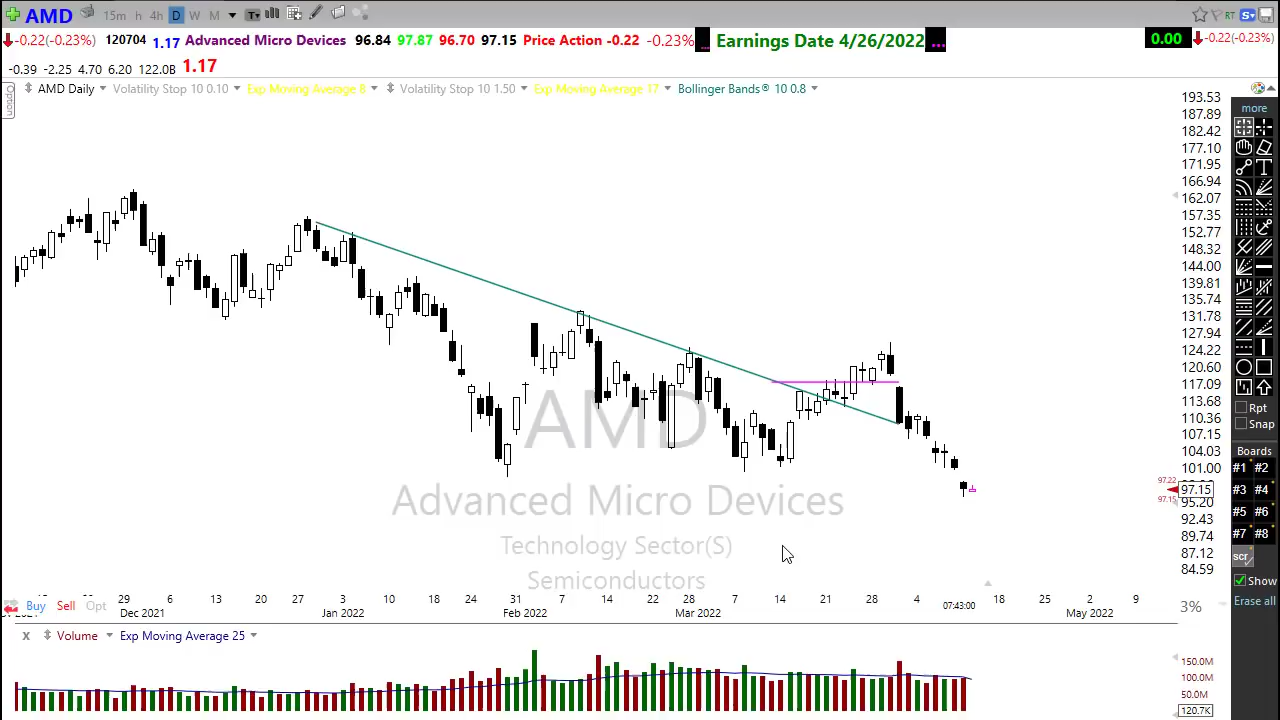 AMD 15m h 4h D W M RT
-0.22(-0.23%) 120704 1.17 Advanced Micro Devices 96.84 97.87 96.70 97.15 Price Action -0.22 -0.23% ... Earnings Date 4/26/2022 ... 0.00 -0.22(-0.23%)
-0.39 -2.25 4.70 6.20 122.0B 1.17
Option AMD Daily Volatility Stop 10 0.10 Exp Moving Average 8 Volatility Stop 10 1.50 Exp Moving Average 17 Bollinger Bands® 10 0.8
193.53
187.89
182.42
177.10
171.95
166.94
162.07
157.35
152.77
148.32
144.00
139.81
135.74
131.78
127.94
124.22
120.60
117.09
113.68
110.36
107.15
104.03
101.00
97.22
97.15
97.15
95.20
92.43
89.74
87.12
84.59
AMD
Advanced Micro Devices
Technology Sector(S)
Semiconductors
more
Rpt
Snap
Boards
#1 #2
#3 #4
#5 #6
#7 #8
scr
Show
Erase all
6 13 20 27 3 10 18 24 7 14 22 28 7 14 21 28 4 07:43:00 18 25 2 9
Buy Sell Opt Dec 2021 Jan 2022 Feb 2022 Mar 2022 May 2022 3%
x Volume Exp Moving Average 25
150.0M
100.0M
50.0M
120.7K